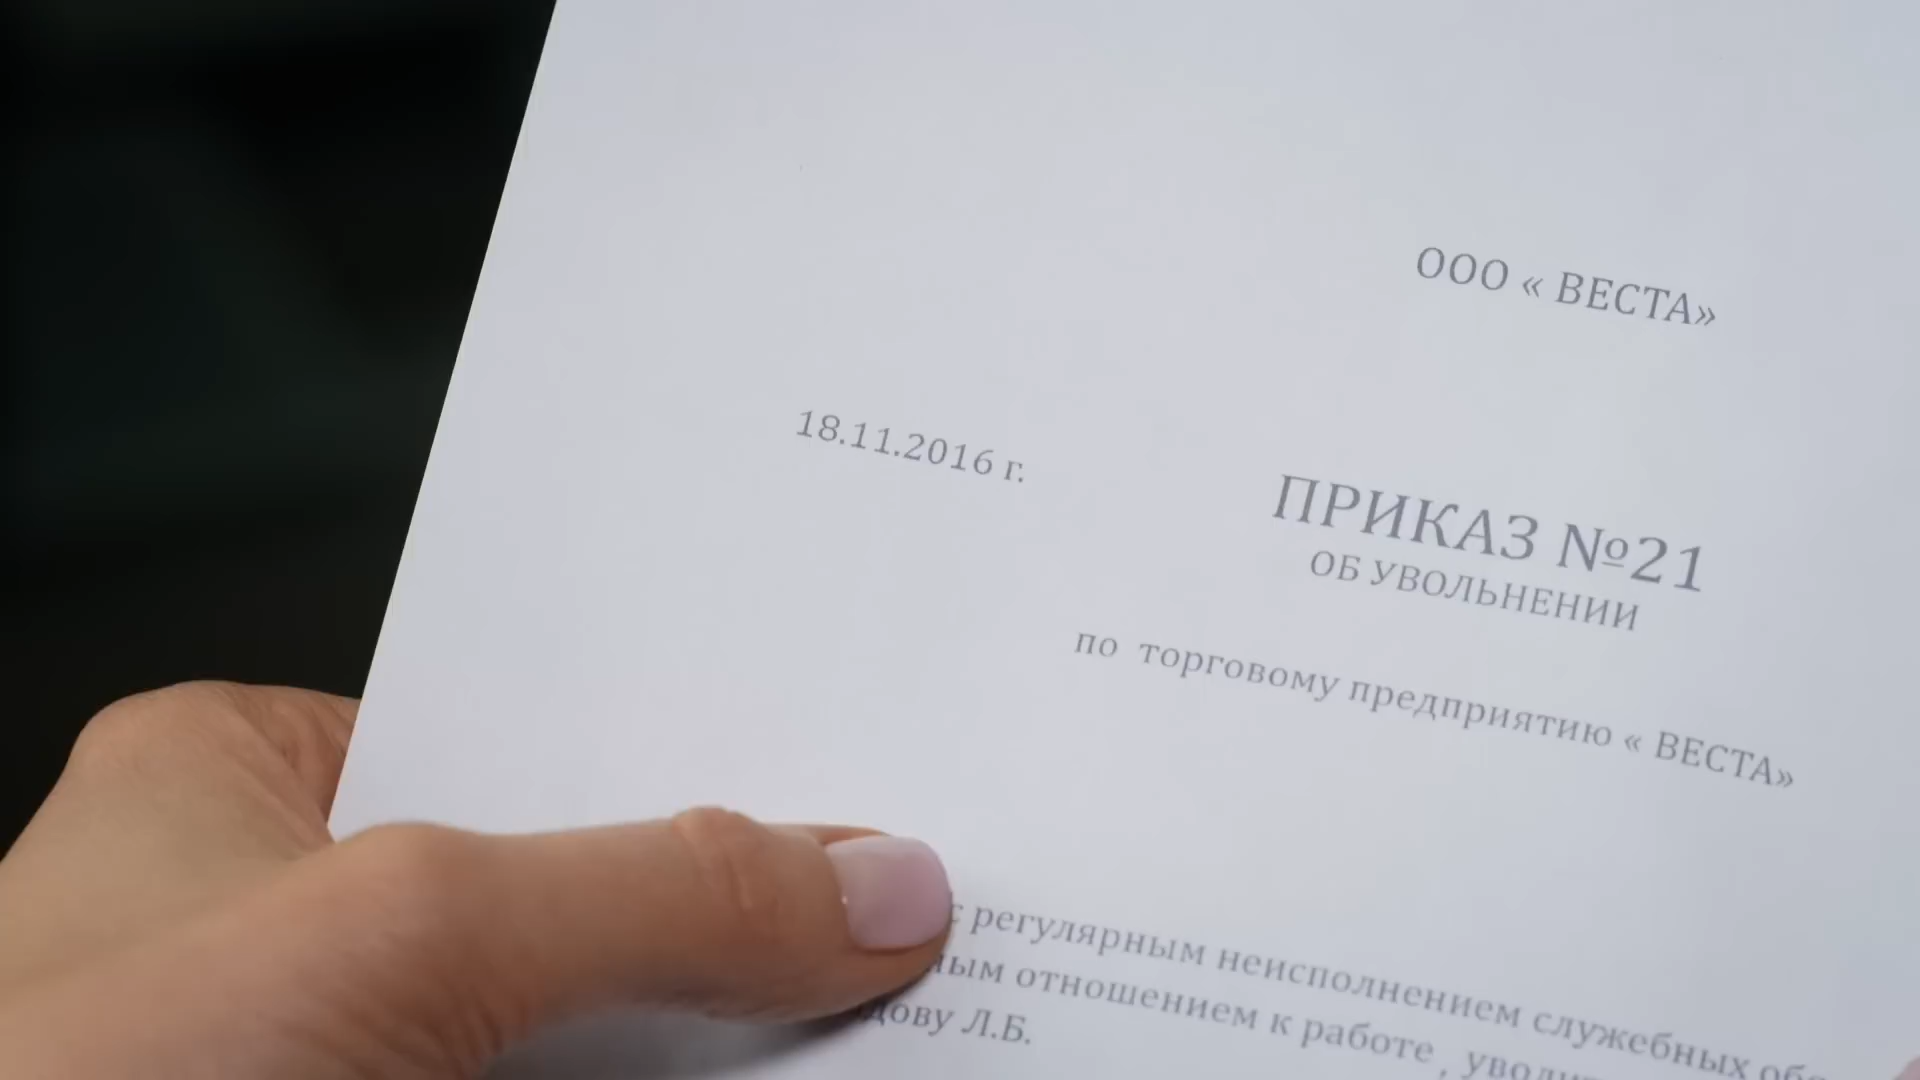 ООО « ВЕСТА»
18.11.2016 г.
ПРИКАЗ №21
ОБ УВОЛЬНЕНИИ
по торговому предприятию « ВЕСТА»
с регулярным неисполнением служебных
отношением к работе ,
Л.Б.